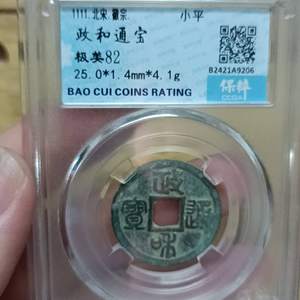 1111.北宋.徽宗 小平
政和通宝
极美82
25.0*1.4mm*4.1g
B2421A9206
BAO CUI COINS RATING
保粹
政
寶 通
和